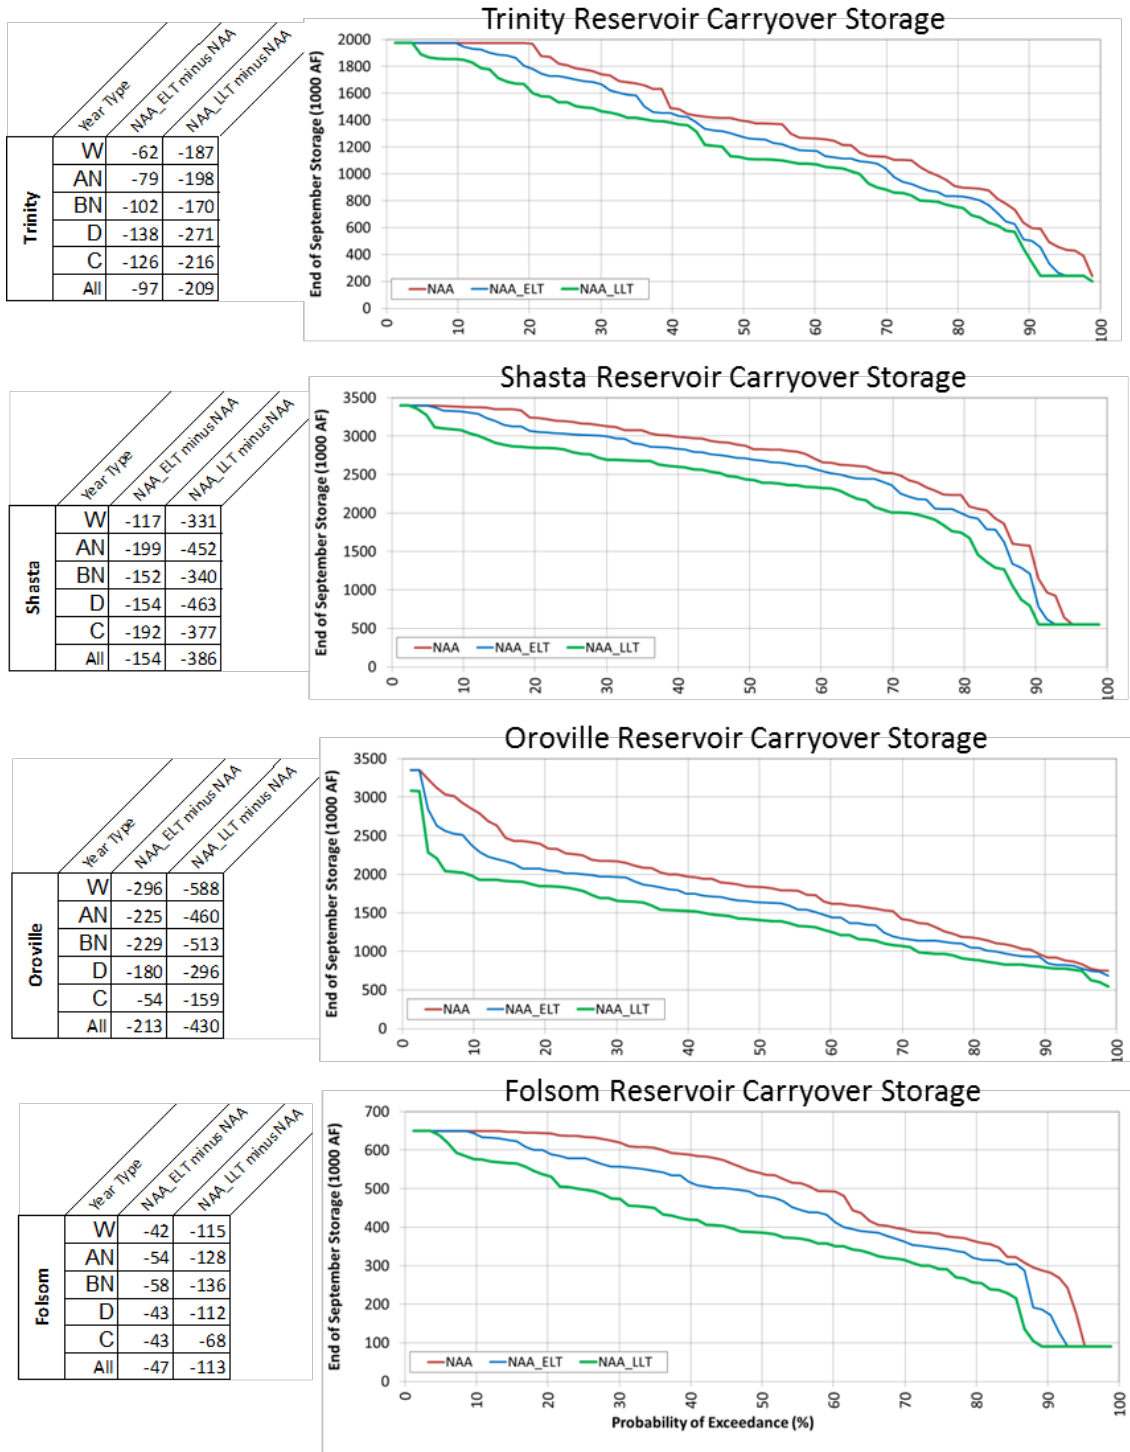 Trinity Reservoir Carryover Storage
Year Type
NAA_ELT minus NAA
NAA_LLT minus NAA
Trinity
W -62 -187
AN -79 -198
BN -102 -170
D -138 -271
C -126 -216
All -97 -209
End of September Storage (1000 AF)
2000
1800
1600
1400
1200
1000
800
600
400
200
0
NAA NAA_ELT NAA_LLT
0 10 20 30 40 50 60 70 80 90 100
Shasta Reservoir Carryover Storage
Year Type
NAA_ELT minus NAA
NAA_LLT minus NAA
Shasta
W -117 -331
AN -199 -452
BN -152 -340
D -154 -463
C -192 -377
All -154 -386
End of September Storage (1000 AF)
3500
3000
2500
2000
1500
1000
500
0
NAA NAA_ELT NAA_LLT
0 10 20 30 40 50 60 70 80 90 100
Oroville Reservoir Carryover Storage
Year Type
NAA_ELT minus NAA
NAA_LLT minus NAA
Oroville
W -296 -588
AN -225 -460
BN -229 -513
D -180 -296
C -54 -159
All -213 -430
End of September Storage (1000 AF)
3500
3000
2500
2000
1500
1000
500
0
NAA NAA_ELT NAA_LLT
0 10 20 30 40 50 60 70 80 90 100
Folsom Reservoir Carryover Storage
Year Type
NAA_ELT minus NAA
NAA_LLT minus NAA
Folsom
W -42 -115
AN -54 -128
BN -58 -136
D -43 -112
C -43 -68
All -47 -113
End of September Storage (1000 AF)
700
600
500
400
300
200
100
0
NAA NAA_ELT NAA_LLT
0 10 20 30 40 50 60 70 80 90 100
Probability of Exceedance (%)